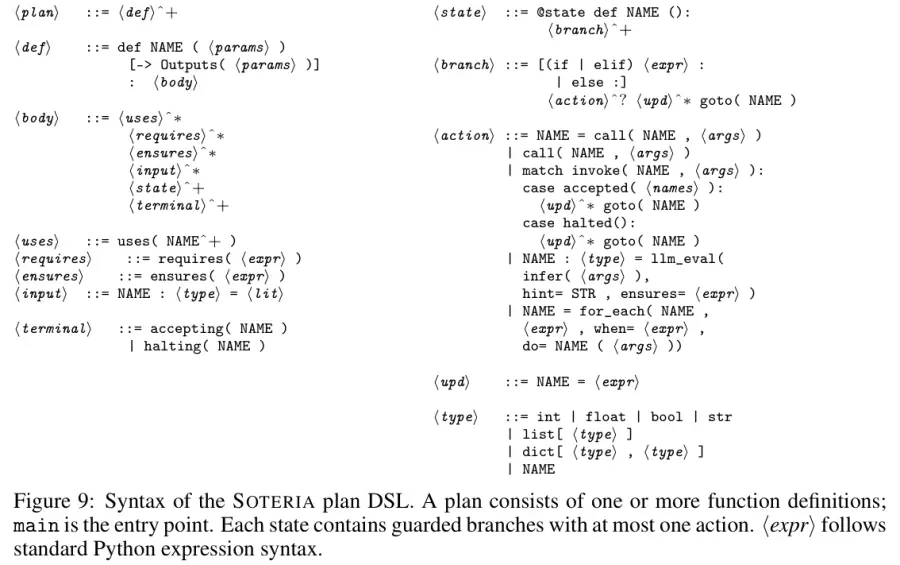 ⟨plan⟩ ::= ⟨def⟩^+
⟨def⟩ ::= def NAME ( ⟨params⟩ )
[-> Outputs( ⟨params⟩ )]
: ⟨body⟩
⟨body⟩ ::= ⟨uses⟩^*
⟨requires⟩^*
⟨ensures⟩^*
⟨input⟩^*
⟨state⟩^+
⟨terminal⟩^+
⟨uses⟩ ::= uses( NAME^+ )
⟨requires⟩ ::= requires( ⟨expr⟩ )
⟨ensures⟩ ::= ensures( ⟨expr⟩ )
⟨input⟩ ::= NAME : ⟨type⟩ = ⟨lit⟩
⟨terminal⟩ ::= accepting( NAME )
| halting( NAME )
⟨state⟩ ::= @state def NAME ():
⟨branch⟩^+
⟨branch⟩ ::= [(if | elif) ⟨expr⟩ :
| else :]
⟨action⟩^? ⟨upd⟩^* goto( NAME )
⟨action⟩ ::= NAME = call( NAME , ⟨args⟩ )
| call( NAME , ⟨args⟩ )
| match invoke( NAME , ⟨args⟩ ):
case accepted( ⟨names⟩ ):
⟨upd⟩^* goto( NAME )
case halted():
⟨upd⟩^* goto( NAME )
| NAME : ⟨type⟩ = llm_eval(
infer( ⟨args⟩ ),
hint= STR , ensures= ⟨expr⟩ )
| NAME = for_each( NAME ,
⟨expr⟩ , when= ⟨expr⟩ ,
do= NAME ( ⟨args⟩ ))
⟨upd⟩ ::= NAME = ⟨expr⟩
⟨type⟩ ::= int | float | bool | str
| list[ ⟨type⟩ ]
| dict[ ⟨type⟩ , ⟨type⟩ ]
| NAME
Figure 9: Syntax of the SOTERIA plan DSL. A plan consists of one or more function definitions;
main is the entry point. Each state contains guarded branches with at most one action. ⟨expr⟩ follows
standard Python expression syntax.